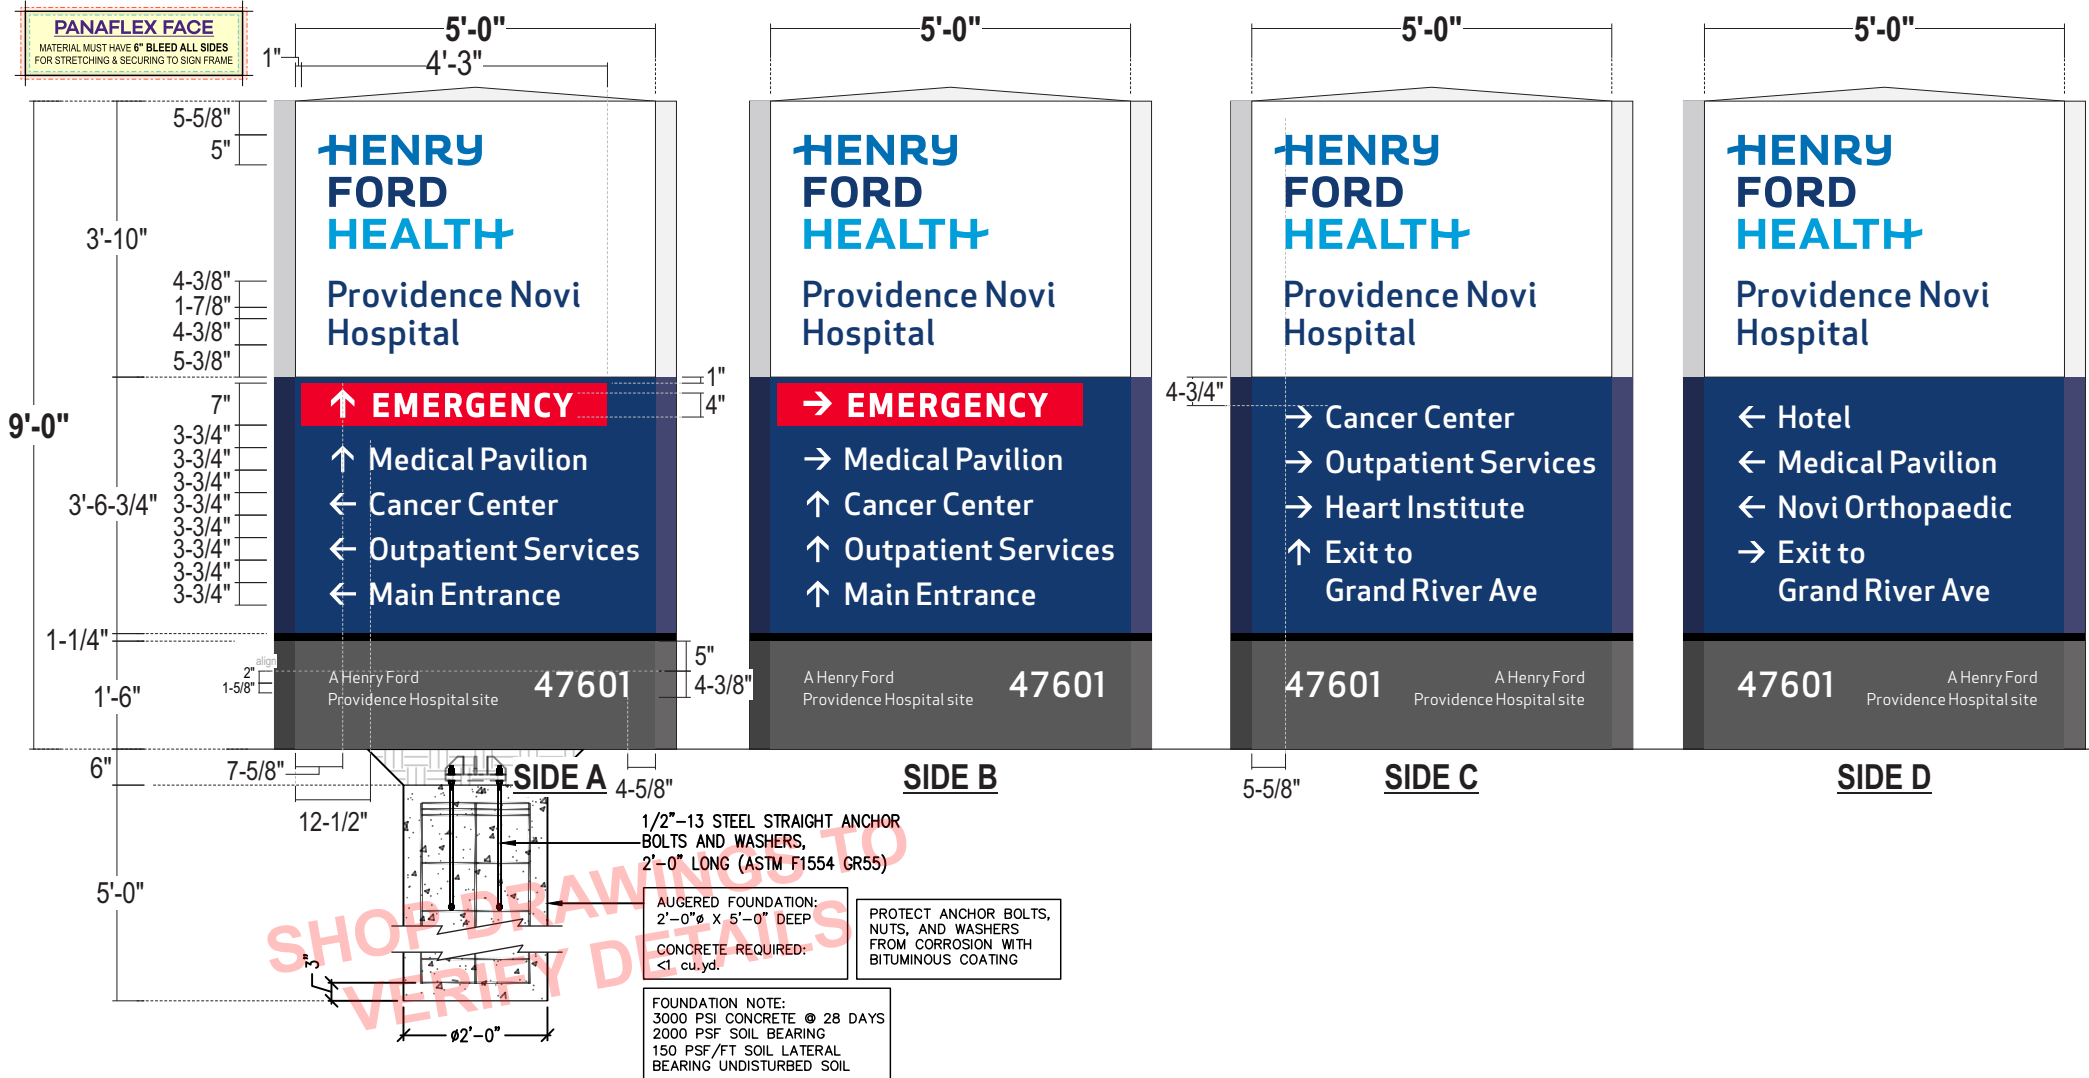 PANAFLEX FACE
MATERIAL MUST HAVE 6" BLEED ALL SIDES
FOR STRETCHING & SECURING TO SIGN FRAME
5'-0"
1"
4'-3"
5'-0"
5'-0"
5'-0"
9'-0"
3'-10"
5-5/8"
5"
4-3/8"
1-7/8"
4-3/8"
5-3/8"
3'-6-3/4"
7"
3-3/4"
3-3/4"
3-3/4"
3-3/4"
3-3/4"
3-3/4"
3-3/4"
3-3/4"
1-1/4"
align
2"
1-5/8"
1'-6"
6"
5'-0"
HENRY
FORD
HEALTH
Providence Novi
Hospital
↑ EMERGENCY
↑ Medical Pavilion
← Cancer Center
← Outpatient Services
← Main Entrance
A Henry Ford
Providence Hospital site
47601
1"
4"
5"
4-3/8"
7-5/8"
12-1/2"
4-5/8"
SIDE A
HENRY
FORD
HEALTH
Providence Novi
Hospital
→ EMERGENCY
→ Medical Pavilion
↑ Cancer Center
↑ Outpatient Services
↑ Main Entrance
A Henry Ford
Providence Hospital site
47601
SIDE B
HENRY
FORD
HEALTH
Providence Novi
Hospital
4-3/4"
→ Cancer Center
→ Outpatient Services
→ Heart Institute
↑ Exit to
Grand River Ave
47601
A Henry Ford
Providence Hospital site
5-5/8"
SIDE C
HENRY
FORD
HEALTH
Providence Novi
Hospital
← Hotel
← Medical Pavilion
← Novi Orthopaedic
→ Exit to
Grand River Ave
47601
A Henry Ford
Providence Hospital site
SIDE D
1/2"-13 STEEL STRAIGHT ANCHOR
BOLTS AND WASHERS,
2'-0" LONG (ASTM F1554 GR55)
AUGERED FOUNDATION:
2'-0"ø X 5'-0" DEEP
CONCRETE REQUIRED:
<1 cu.yd.
PROTECT ANCHOR BOLTS,
NUTS, AND WASHERS
FROM CORROSION WITH
BITUMINOUS COATING
FOUNDATION NOTE:
3000 PSI CONCRETE @ 28 DAYS
2000 PSF SOIL BEARING
150 PSF/FT SOIL LATERAL
BEARING UNDISTURBED SOIL
3"
ø2'-0"
SHOP DRAWINGS TO
VERIFY DETAILS